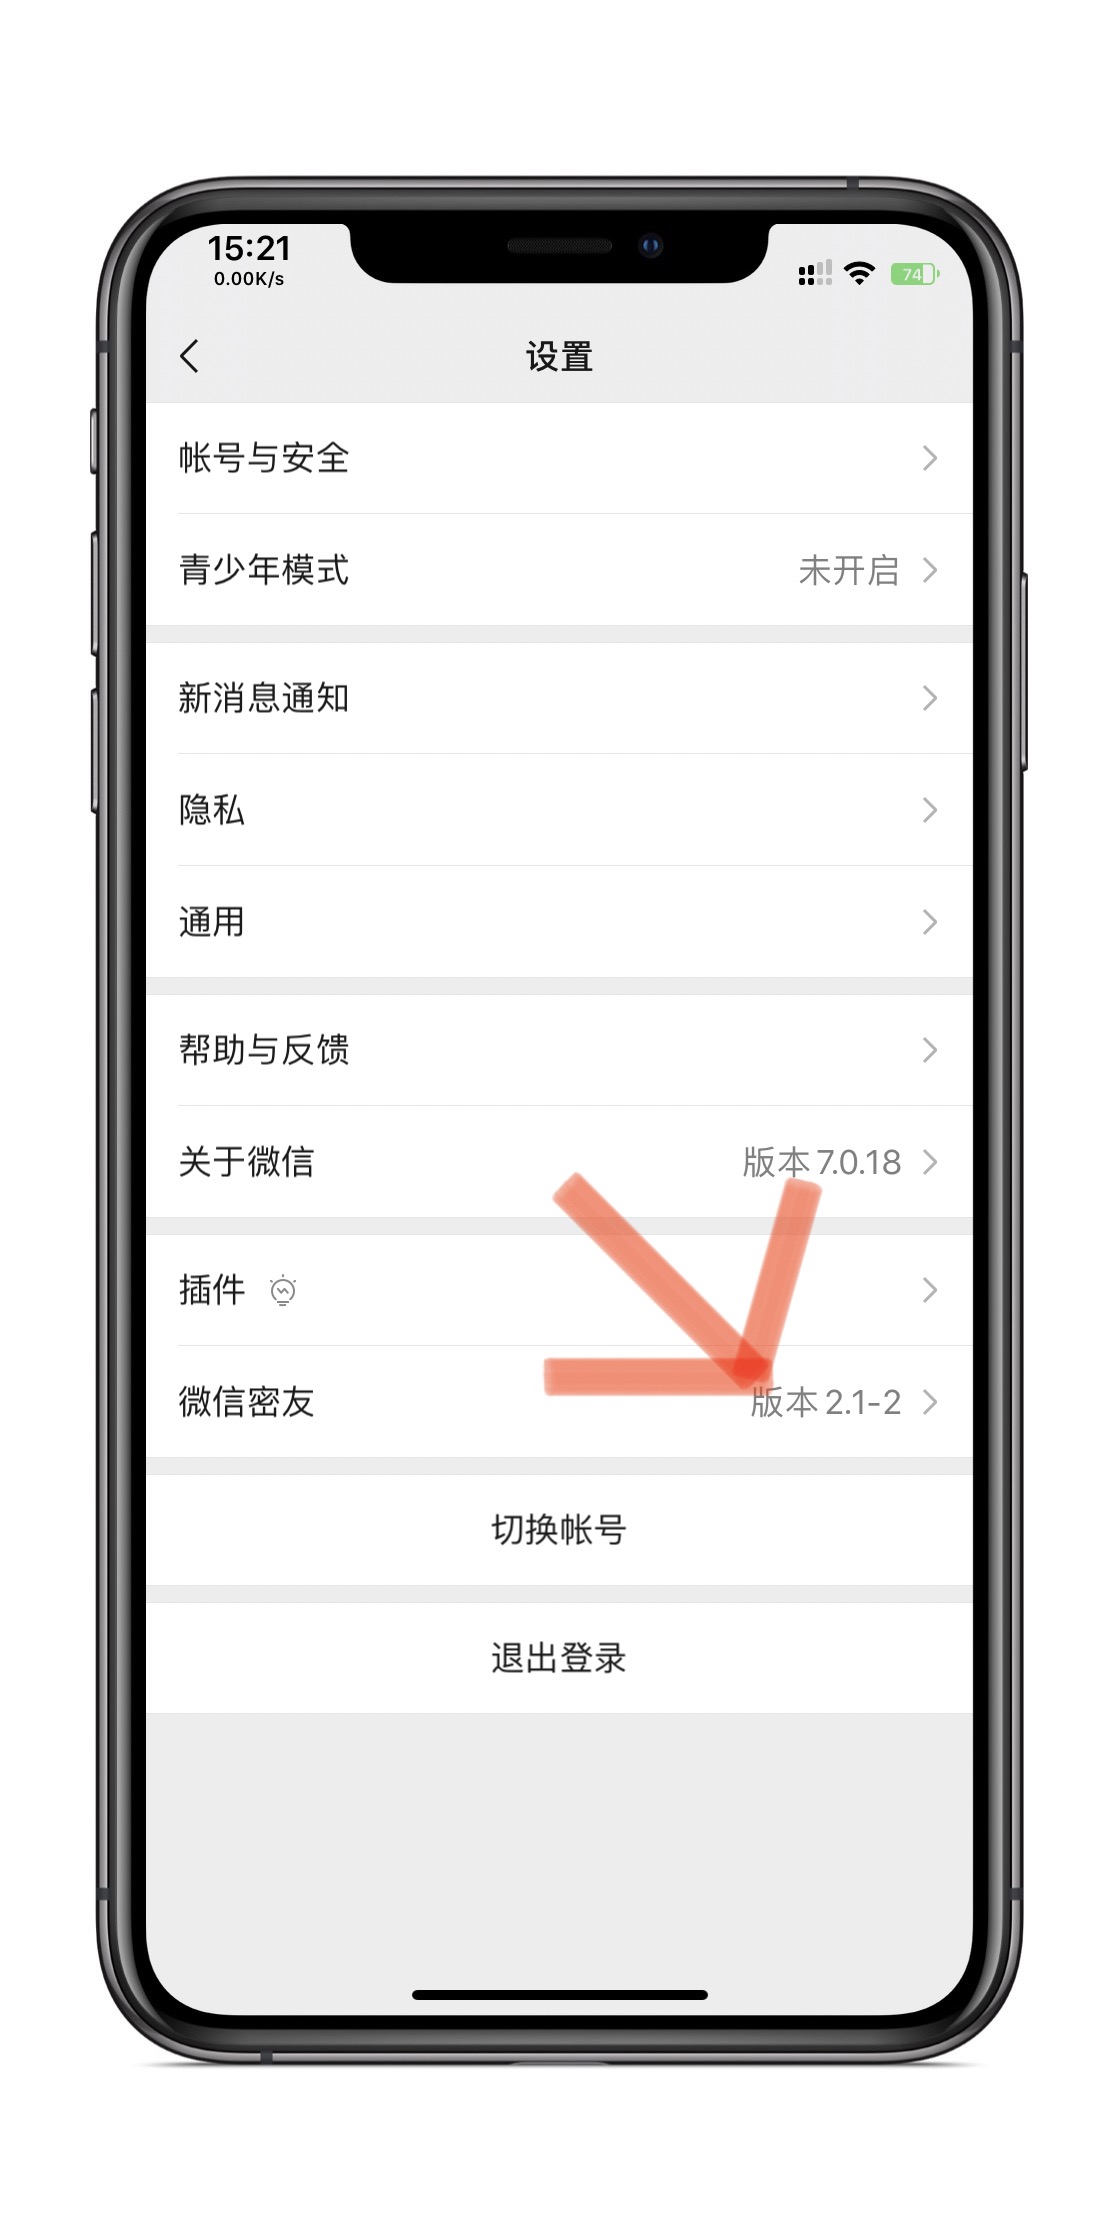 15:21
0.00K/s
74
设置
帐号与安全
青少年模式 未开启
新消息通知
隐私
通用
帮助与反馈
关于微信 版本7.0.18
插件
微信密友 版本2.1-2
切换帐号
退出登录